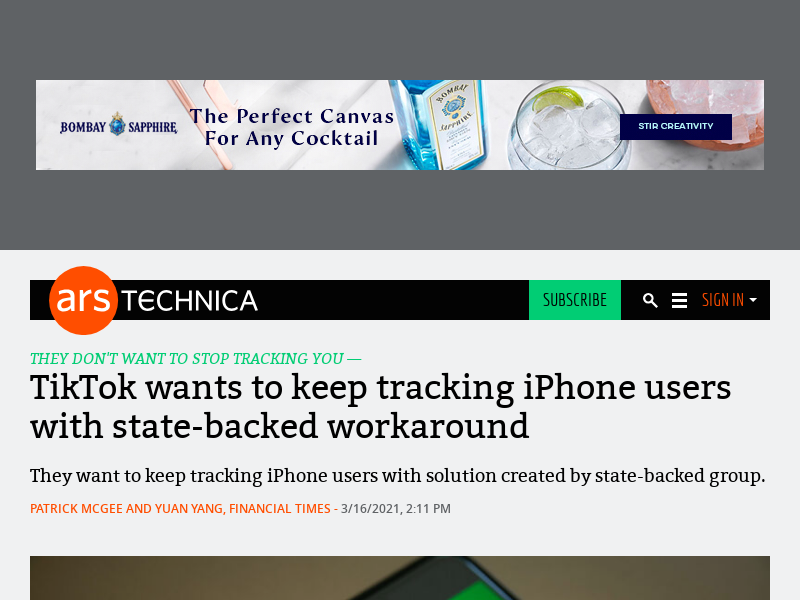 BOMBAY SAPPHIRE
The Perfect Canvas
For Any Cocktail
BOMBAY
SAPPHIRE
STIR CREATIVITY
ars TECHNICA
SUBSCRIBE
SIGN IN
THEY DON'T WANT TO STOP TRACKING YOU —
TikTok wants to keep tracking iPhone users
with state-backed workaround
They want to keep tracking iPhone users with solution created by state-backed group.
PATRICK MCGEE AND YUAN YANG, FINANCIAL TIMES - 3/16/2021, 2:11 PM